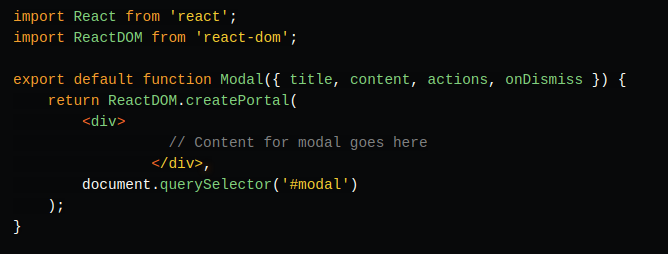 import React from 'react';
import ReactDOM from 'react-dom';

export default function Modal({ title, content, actions, onDismiss }) {
    return ReactDOM.createPortal(
        <div>
                  // Content for modal goes here
                </div>,
        document.querySelector('#modal')
    );
}